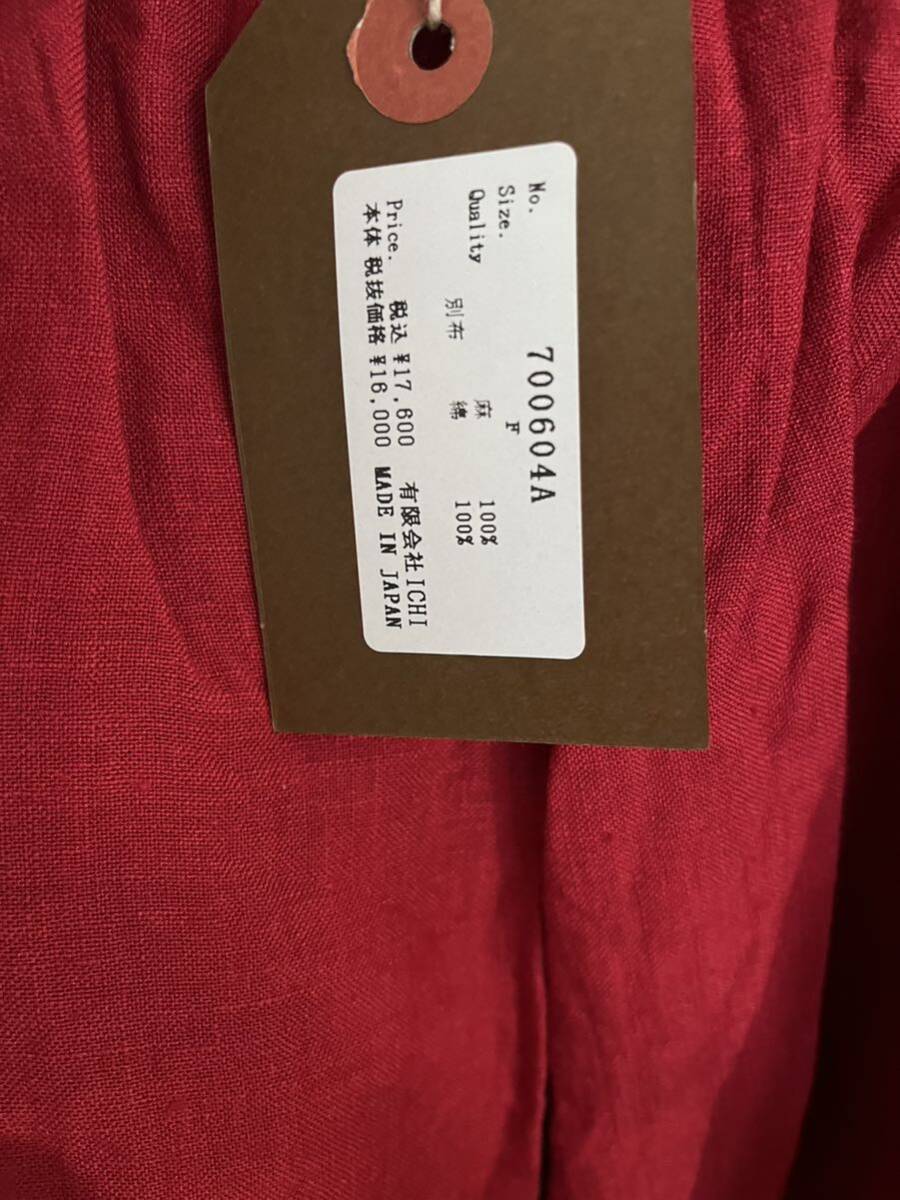 No. 700604A
Size. F
Quality 麻 100%
別布 綿 100%
Price. 税込 ¥17,600 有限会社ICHI
本体 税抜価格 ¥16,000 MADE IN JAPAN